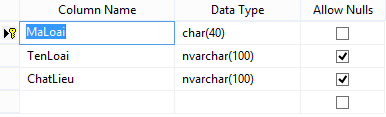 Column Name Data Type Allow Nulls
MaLoai char(40)
TenLoai nvarchar(100)
ChatLieu nvarchar(100)